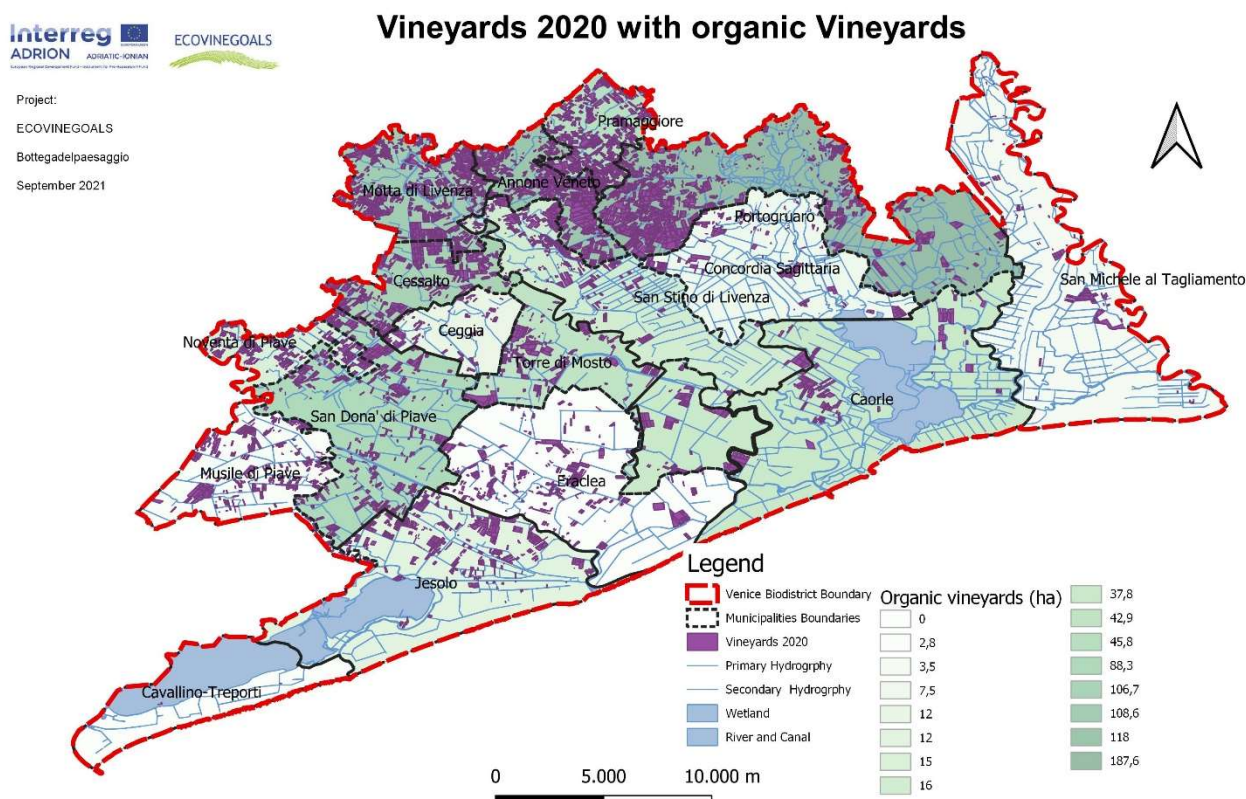 Vineyards 2020 with organic Vineyards
Interreg
ADRION ADRIATIC-IONIAN
ECOVINEGOALS
Project:
ECOVINEGOALS
Bottegadelpaesaggio
September 2021
Pramaggiore
Motta di Livenza
Annone Veneto
Portogruaro
Concordia Sagittaria
San Michele al Tagliamento
Cessalto
San Stino di Livenza
Ceggia
Noventa di Piave
Torre di Mosto
Caorle
San Dona' di Piave
Musile di Piave
Eraclea
Jesolo
Cavallino-Treporti
Legend
Venice Biodistrict Boundary
Municipalities Boundaries
Vineyards 2020
Primary Hydrogrphy
Secondary Hydrogrphy
Wetland
River and Canal
Organic vineyards (ha)
0
2,8
3,5
7,5
12
12
15
16
37,8
42,9
45,8
88,3
106,7
108,6
118
187,6
0 5.000 10.000 m